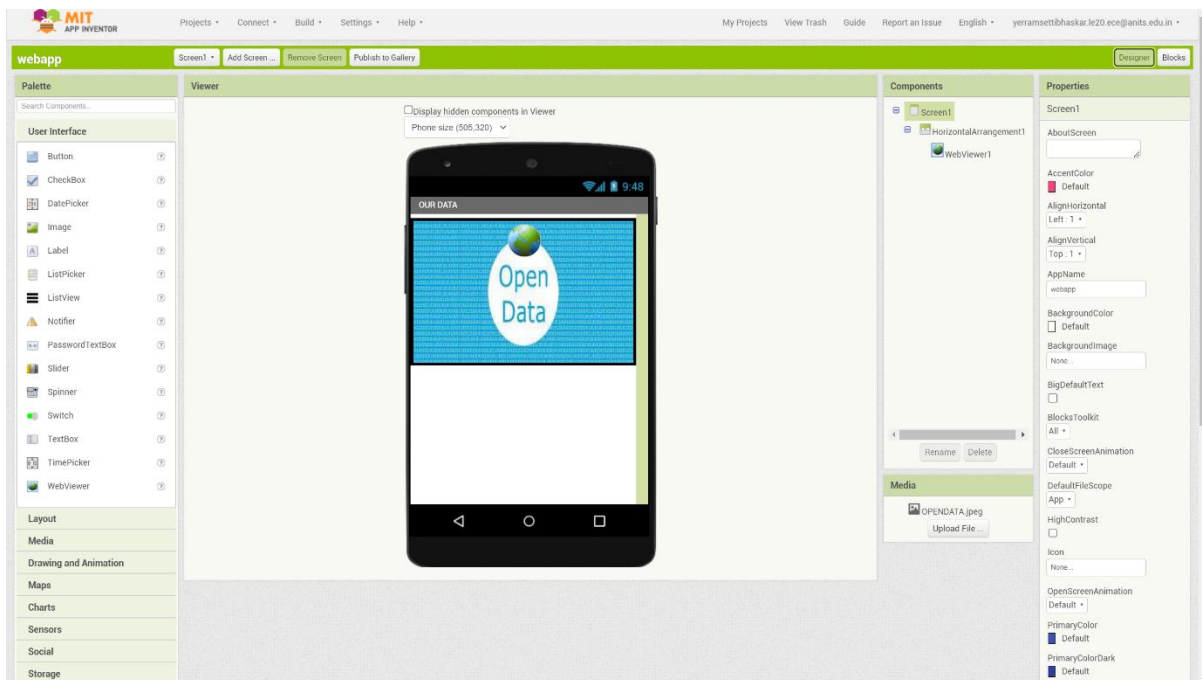 MIT
APP INVENTOR
Projects Connect Build Settings Help
My Projects View Trash Guide Report an Issue English yerramsettibhaskar.le20.ece@anits.edu.in
webapp
Screen1 Add Screen ... Remove Screen Publish to Gallery
Designer Blocks
Palette
Search Components...
User Interface
Button
CheckBox
DatePicker
Image
Label
ListPicker
ListView
Notifier
PasswordTextBox
Slider
Spinner
Switch
TextBox
TimePicker
WebViewer
Layout
Media
Drawing and Animation
Maps
Charts
Sensors
Social
Storage
Viewer
Display hidden components in Viewer
Phone size (505,320)
9:48
OUR DATA
Open
Data
Components
Screen1
HorizontalArrangement1
WebViewer1
Rename Delete
Media
OPENDATA.jpeg
Upload File ...
Properties
Screen1
AboutScreen
AccentColor
Default
AlignHorizontal
Left : 1
AlignVertical
Top : 1
AppName
webapp
BackgroundColor
Default
BackgroundImage
None...
BigDefaultText
BlocksToolkit
All
CloseScreenAnimation
Default
DefaultFileScope
App
HighContrast
Icon
None...
OpenScreenAnimation
Default
PrimaryColor
Default
PrimaryColorDark
Default